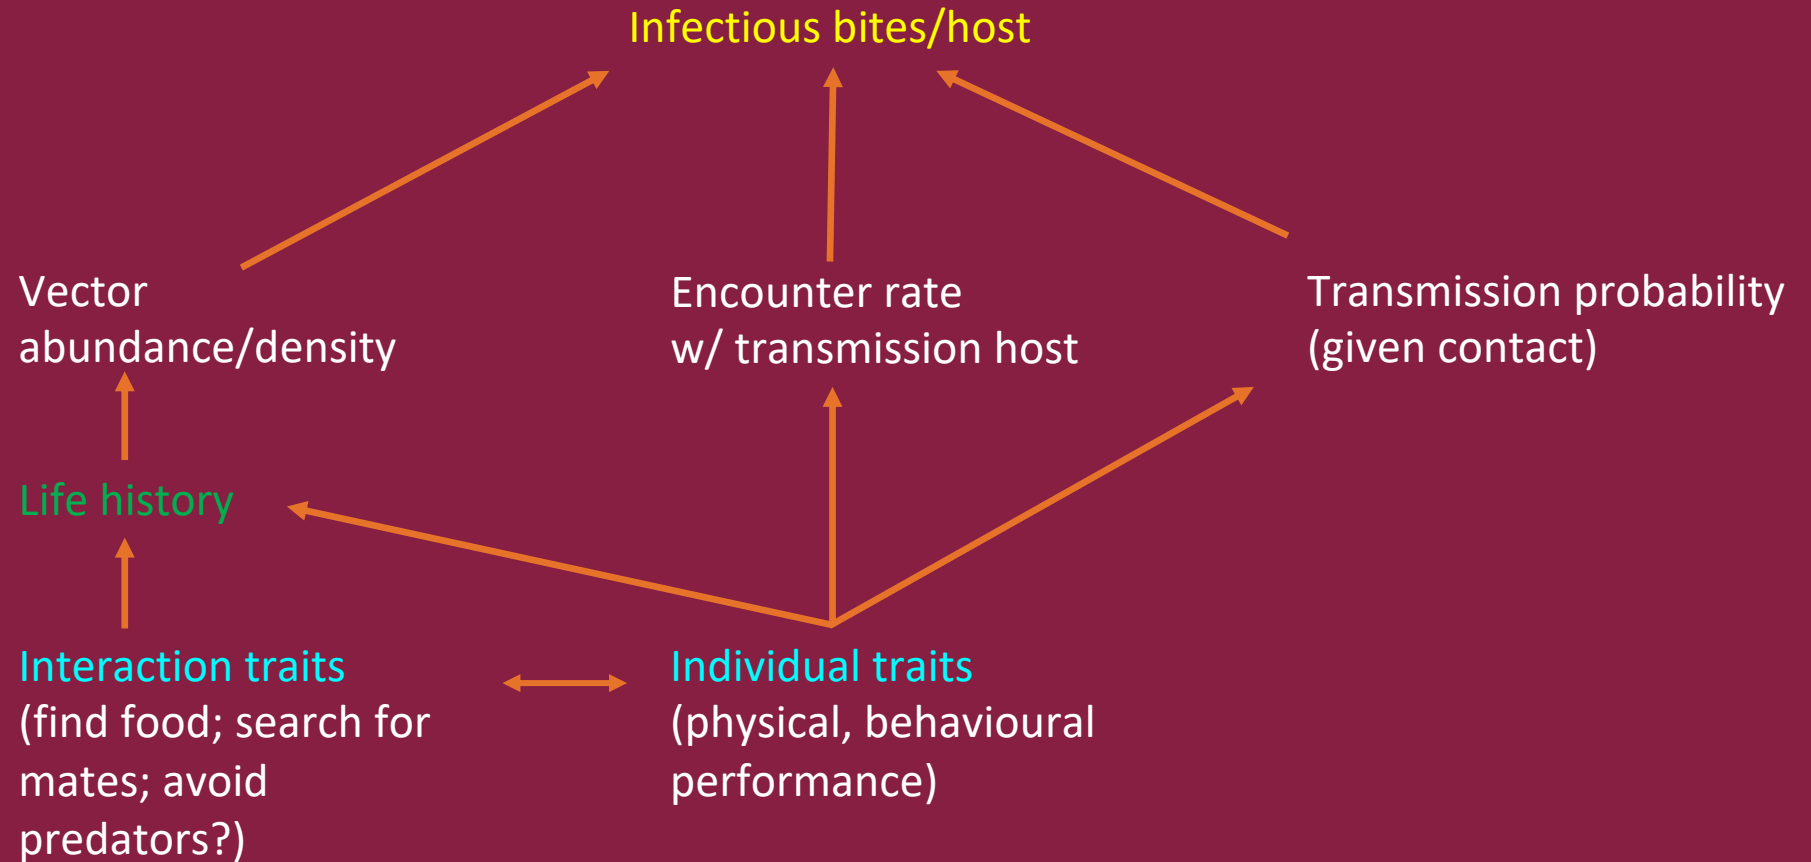 Infectious bites/host
Vector
abundance/density
Encounter rate
w/ transmission host
Transmission probability
(given contact)
Life history
Interaction traits
(find food; search for
mates; avoid
predators?)
Individual traits
(physical, behavioural
performance)